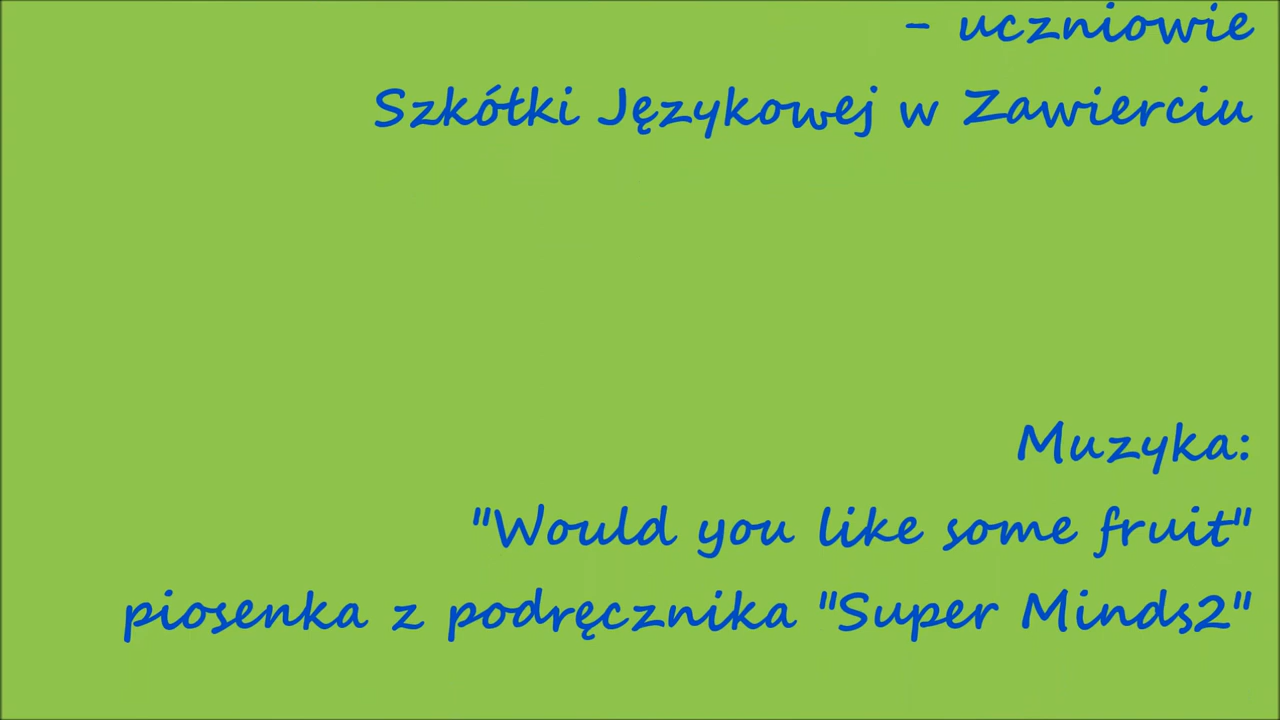 - uczniowie
Szkółki Językowej w Zawierciu
Muzyka:
"Would you like some fruit"
piosenka z podręcznika "Super Minds2"